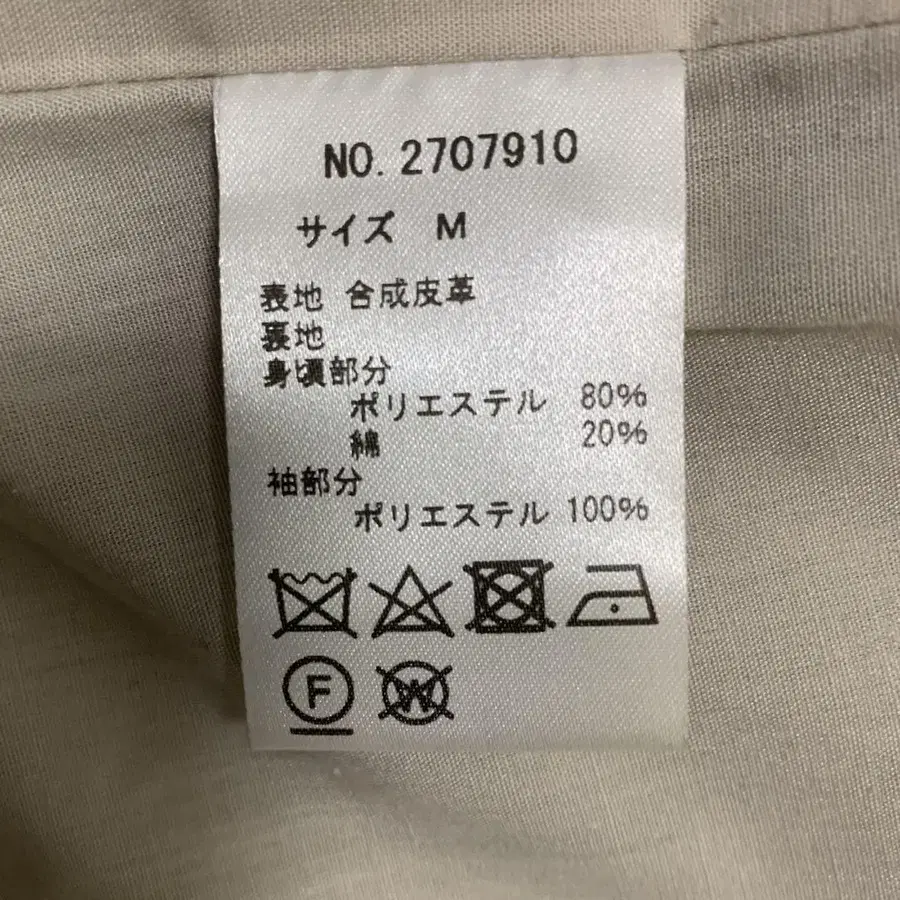 NO. 2707910
サイズ M
表地 合成皮革
裏地
身頃部分
ポリエステル 80%
綿 20%
袖部分
ポリエステル 100%
F W